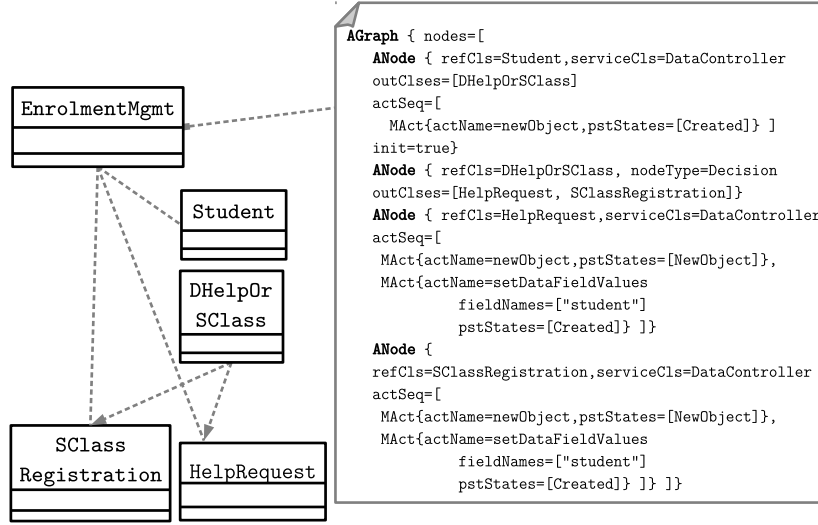 EnrolmentMgmt
Student
DHelpOr
SClass
SClass
Registration
HelpRequest
AGraph { nodes=[
ANode { refCls=Student,serviceCls=DataController
outClses=[DHelpOrSClass]
actSeq=[
MAct{actName=newObject,pstStates=[Created]} ]
init=true}
ANode { refCls=DHelpOrSClass, nodeType=Decision
outClses=[HelpRequest, SClassRegistration]}
ANode { refCls=HelpRequest,serviceCls=DataController
actSeq=[
MAct{actName=newObject,pstStates=[NewObject]},
MAct{actName=setDataFieldValues
fieldNames=["student"]
pstStates=[Created]} ]}
ANode {
refCls=SClassRegistration,serviceCls=DataController
actSeq=[
MAct{actName=newObject,pstStates=[NewObject]},
MAct{actName=setDataFieldValues
fieldNames=["student"]
pstStates=[Created]} ]} ]}